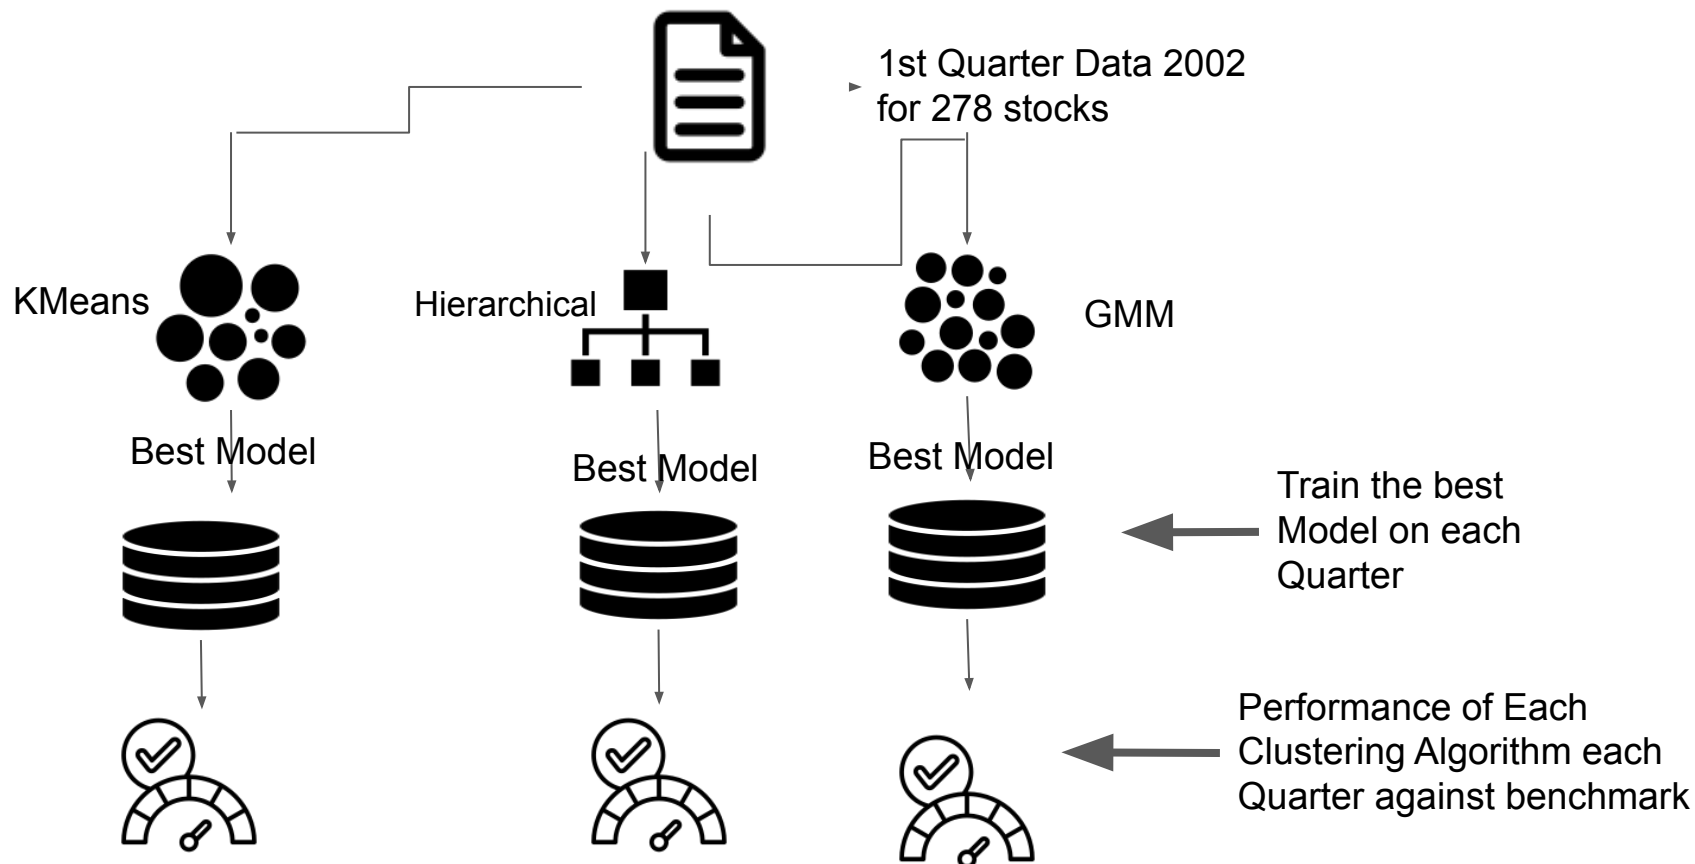 1st Quarter Data 2002
for 278 stocks
KMeans
Hierarchical
GMM
Best Model
Best Model
Best Model
Train the best
Model on each
Quarter
Performance of Each
Clustering Algorithm each
Quarter against benchmark